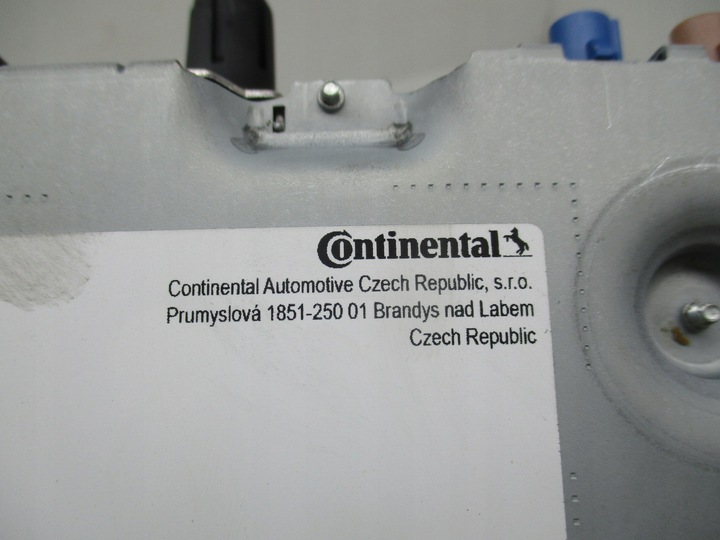 Continental
Continental Automotive Czech Republic, s.r.o.
Prumyslová 1851-250 01 Brandys nad Labem
Czech Republic